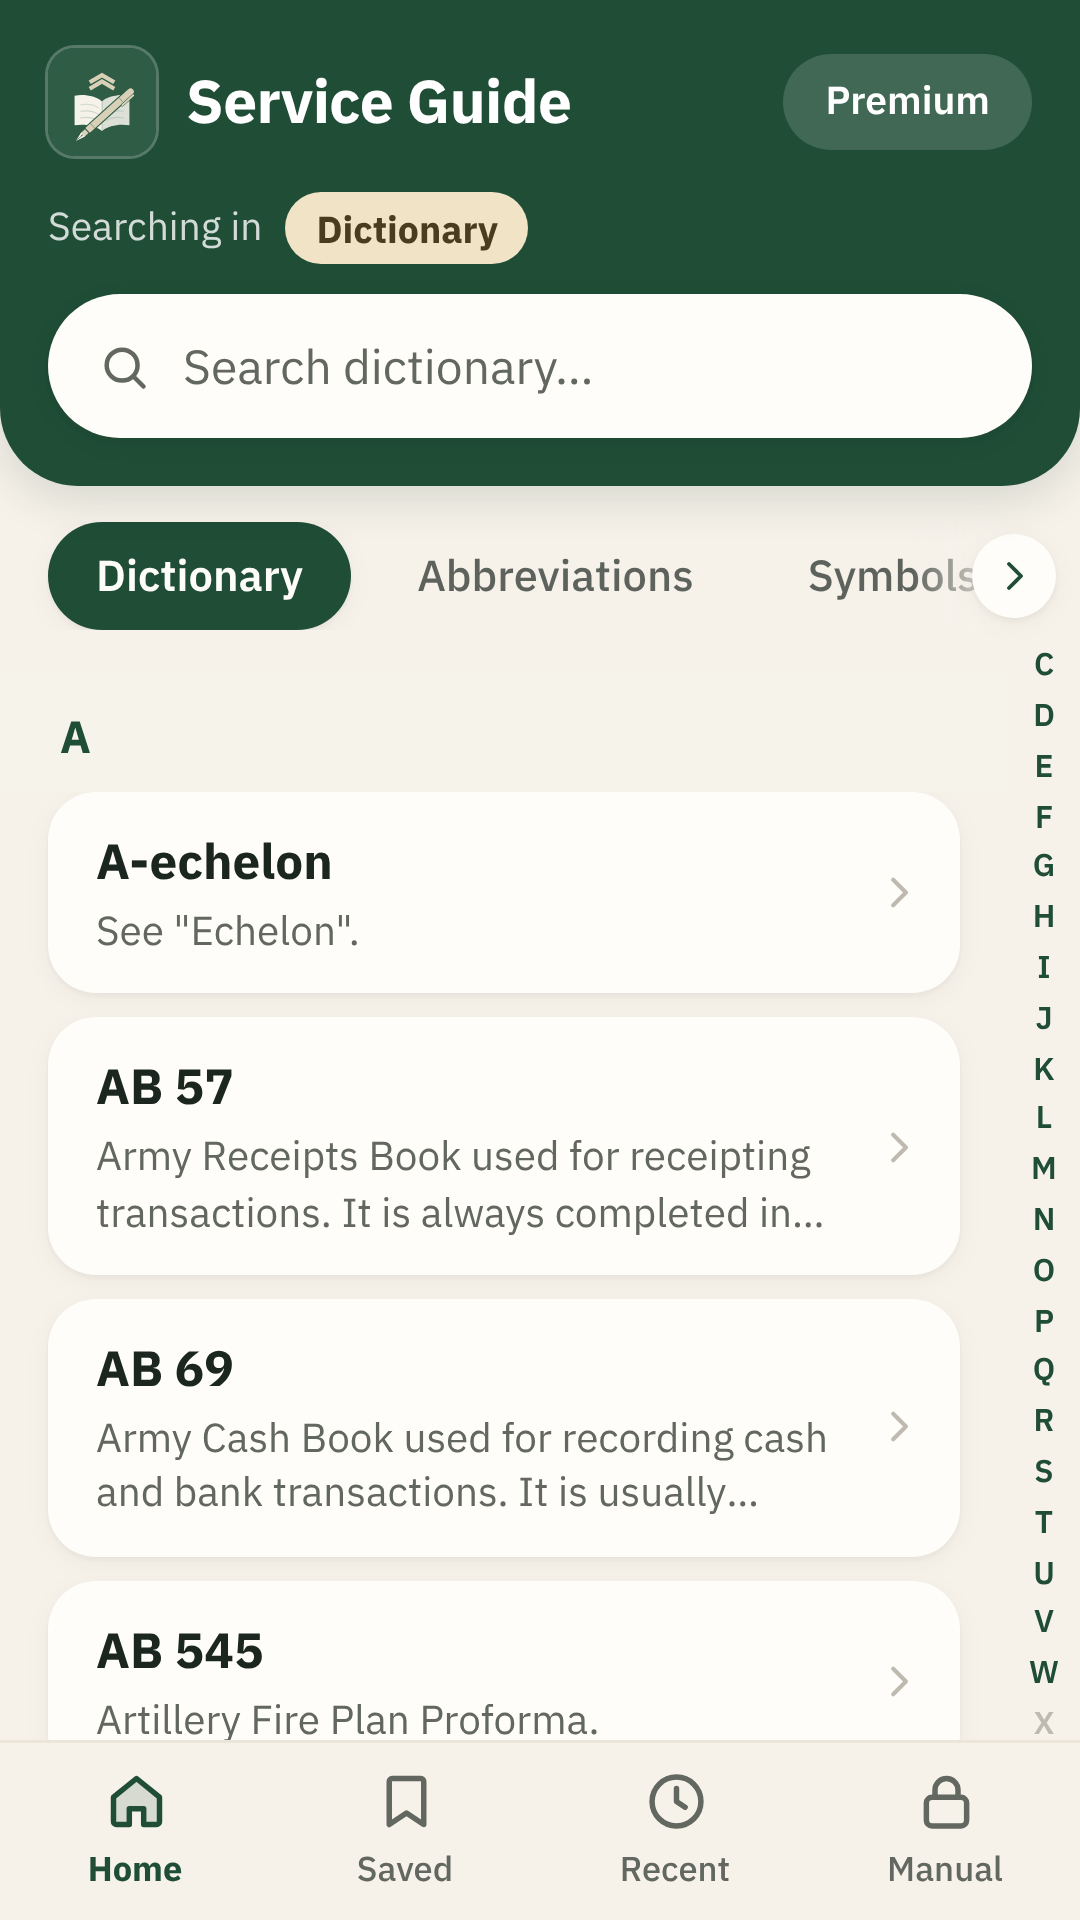 Service Guide
Premium
Searching in
Dictionary
Search dictionary...
Dictionary
Abbreviations
Symbols
A
A-echelon
See "Echelon".
AB 57
Army Receipts Book used for receipting
transactions. It is always completed in...
AB 69
Army Cash Book used for recording cash
and bank transactions. It is usually...
AB 545
Artillery Fire Plan Proforma.
C
D
E
F
G
H
I
J
K
L
M
N
O
P
Q
R
S
T
U
V
W
X
Home
Saved
Recent
Manual